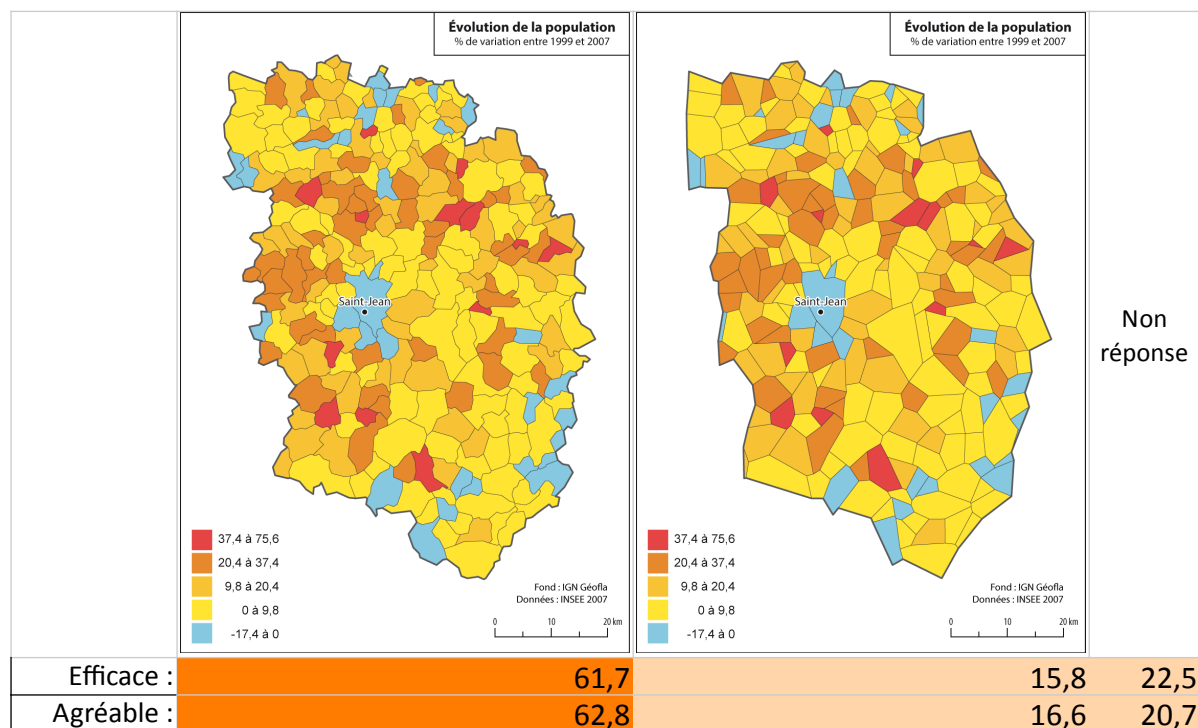 Évolution de la population
% de variation entre 1999 et 2007
Saint-Jean
37,4 à 75,6
20,4 à 37,4
9,8 à 20,4
0 à 9,8
-17,4 à 0
Fond : IGN Géofla
Données : INSEE 2007
0 10 20 km
Évolution de la population
% de variation entre 1999 et 2007
Saint-Jean
37,4 à 75,6
20,4 à 37,4
9,8 à 20,4
0 à 9,8
-17,4 à 0
Fond : IGN Géofla
Données : INSEE 2007
0 10 20 km
Non
réponse
Efficace : 61,7 15,8 22,5
Agréable : 62,8 16,6 20,7